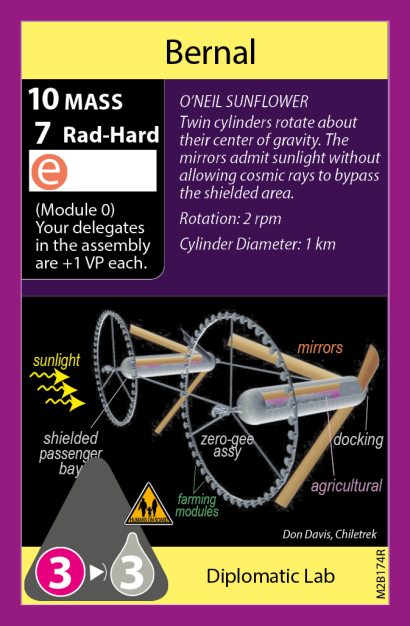 Bernal
10 MASS
7 Rad-Hard
e
(Module 0)
Your delegates
in the assembly
are +1 VP each.
O'NEIL SUNFLOWER
Twin cylinders rotate about
their center of gravity. The
mirrors admit sunlight without
allowing cosmic rays to bypass
the shielded area.
Rotation: 2 rpm
Cylinder Diameter: 1 km
sunlight
mirrors
shielded
passenger
bay
zero-gee
assy
docking
agricultural
farming
modules
HUMANS ON BOARD
Don Davis, Chiletrek
3 3
Diplomatic Lab
M2B174R